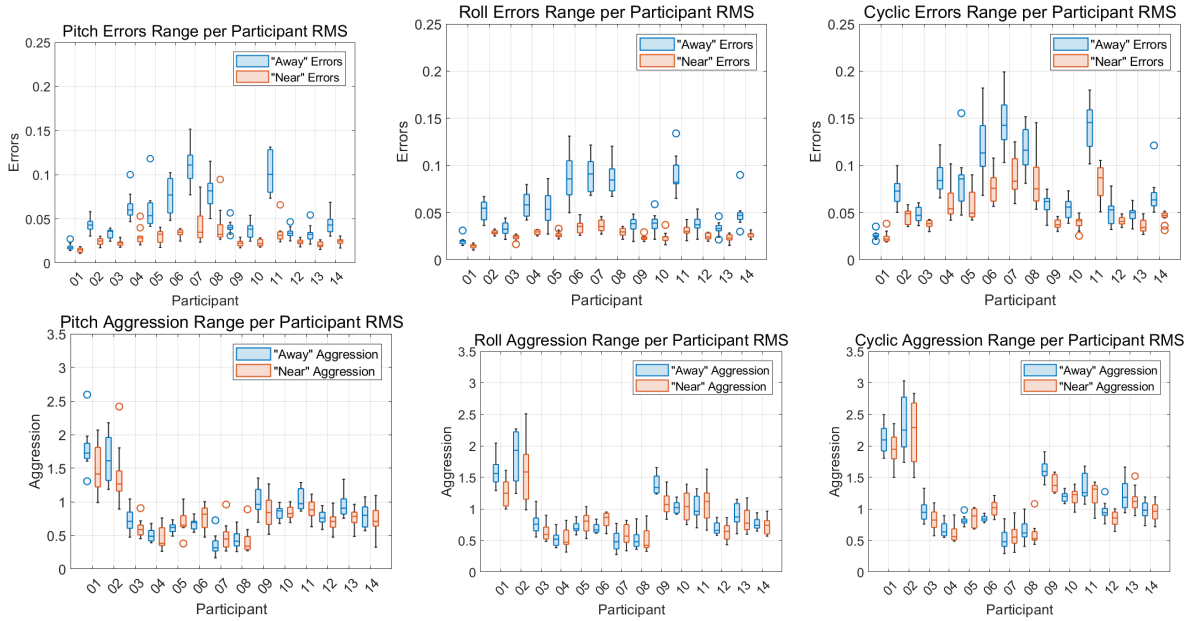 Pitch Errors Range per Participant RMS
0.25
0.2
0.15
0.1
0.05
0
Errors
"Away" Errors
"Near" Errors
01 02 03 04 05 06 07 08 09 10 11 12 13 14
Participant
Roll Errors Range per Participant RMS
0.25
0.2
0.15
0.1
0.05
0
Errors
"Away" Errors
"Near" Errors
01 02 03 04 05 06 07 08 09 10 11 12 13 14
Participant
Cyclic Errors Range per Participant RMS
0.25
0.2
0.15
0.1
0.05
0
Errors
"Away" Errors
"Near" Errors
01 02 03 04 05 06 07 08 09 10 11 12 13 14
Participant
Pitch Aggression Range per Participant RMS
3.5
3
2.5
2
1.5
1
0.5
0
Aggression
"Away" Aggression
"Near" Aggression
01 02 03 04 05 06 07 08 09 10 11 12 13 14
Participant
Roll Aggression Range per Participant RMS
3.5
3
2.5
2
1.5
1
0.5
0
Aggression
"Away" Aggression
"Near" Aggression
01 02 03 04 05 06 07 08 09 10 11 12 13 14
Participant
Cyclic Aggression Range per Participant RMS
3.5
3
2.5
2
1.5
1
0.5
0
Aggression
"Away" Aggression
"Near" Aggression
01 02 03 04 05 06 07 08 09 10 11 12 13 14
Participant